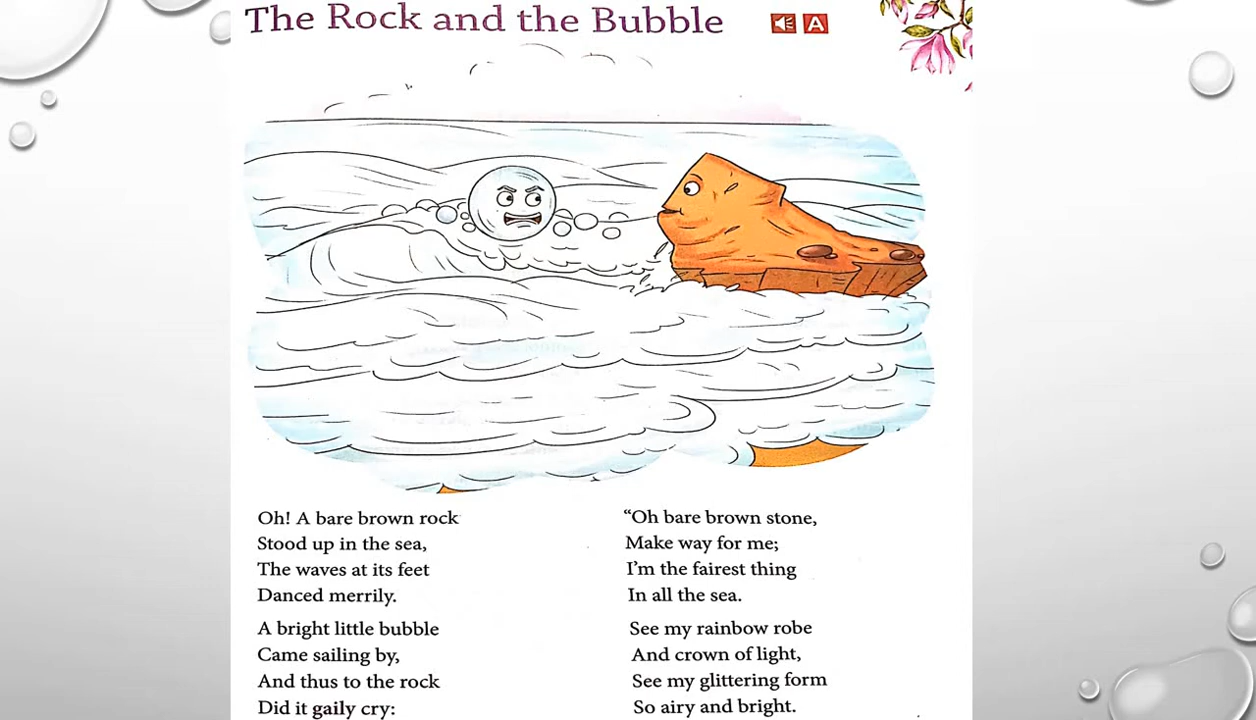 The Rock and the Bubble
A
Oh! A bare brown rock
Stood up in the sea,
The waves at its feet
Danced merrily.
A bright little bubble
Came sailing by,
And thus to the rock
Did it gaily cry:
“Oh bare brown stone,
Make way for me;
I’m the fairest thing
In all the sea.
See my rainbow robe
And crown of light,
See my glittering form
So airy and bright.